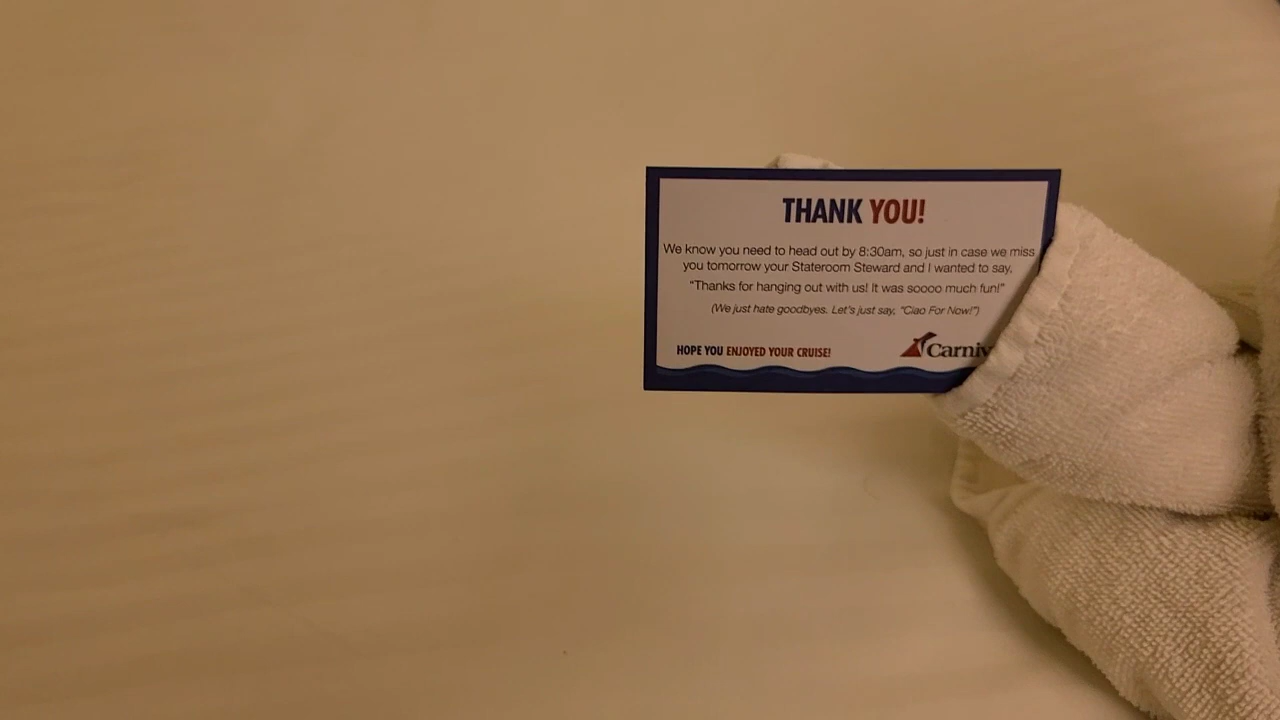 THANK YOU!
We know you need to head out by 8:30am, so just in case we miss
you tomorrow your Stateroom Steward and I wanted to say,
"Thanks for hanging out with us! It was soooo much fun!"
(We just hate goodbyes. Let's just say, "Ciao For Now!")
HOPE YOU ENJOYED YOUR CRUISE!
Carniv